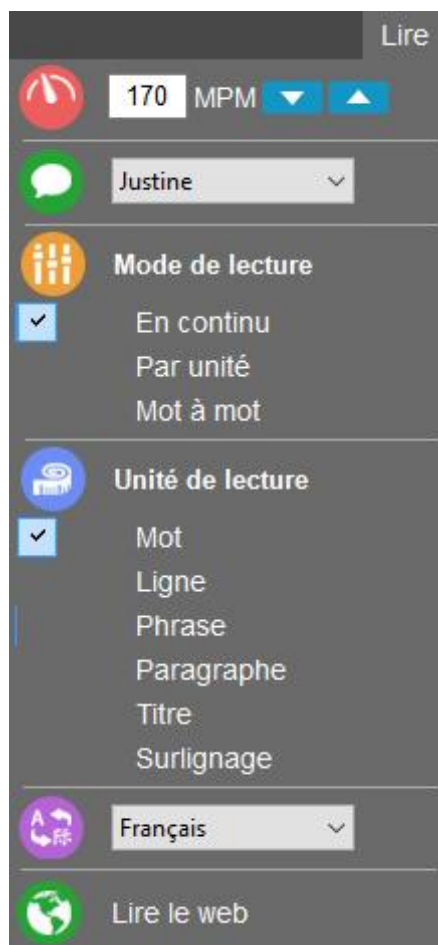 Lire
170 MPM
Justine
Mode de lecture
En continu
Par unité
Mot à mot
Unité de lecture
Mot
Ligne
Phrase
Paragraphe
Titre
Surlignage
Français
Lire le web